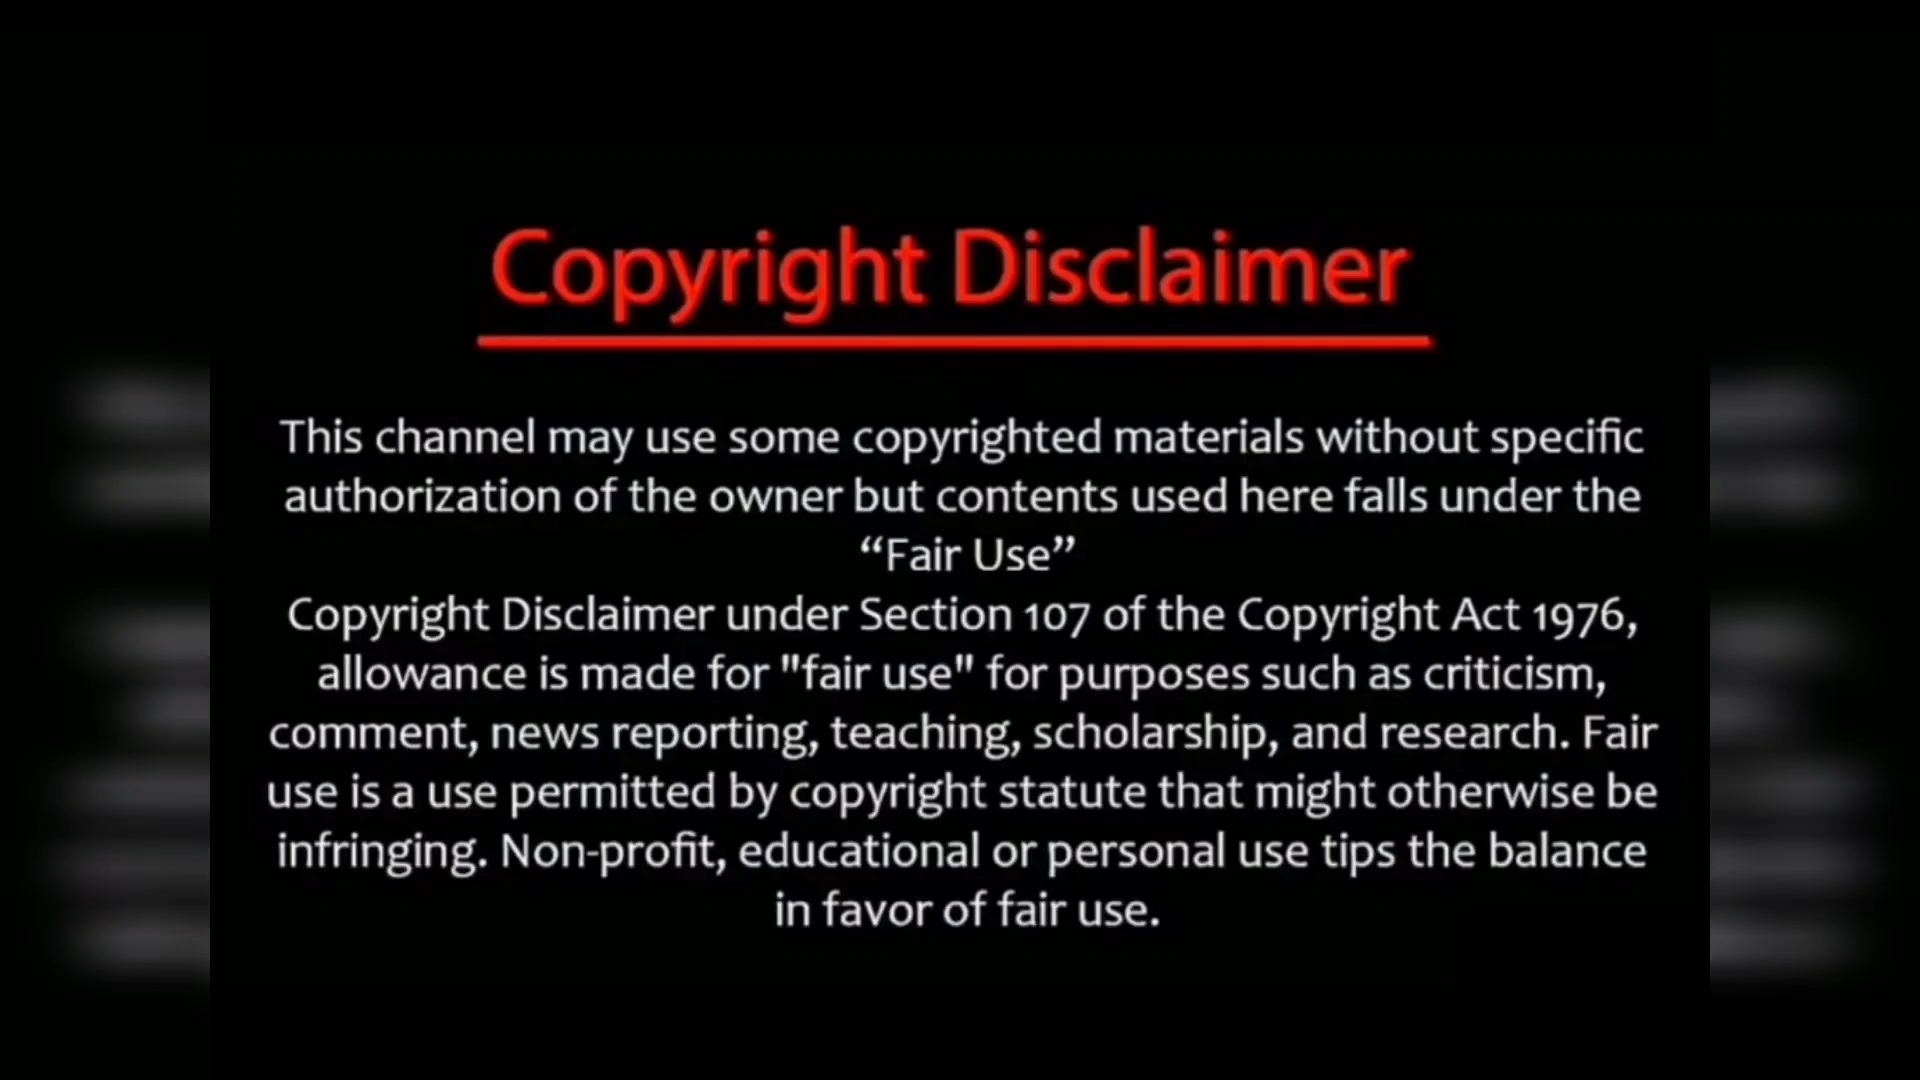 Copyright Disclaimer
This channel may use some copyrighted materials without specific
authorization of the owner but contents used here falls under the
“Fair Use”
Copyright Disclaimer under Section 107 of the Copyright Act 1976,
allowance is made for "fair use" for purposes such as criticism,
comment, news reporting, teaching, scholarship, and research. Fair
use is a use permitted by copyright statute that might otherwise be
infringing. Non-profit, educational or personal use tips the balance
in favor of fair use.